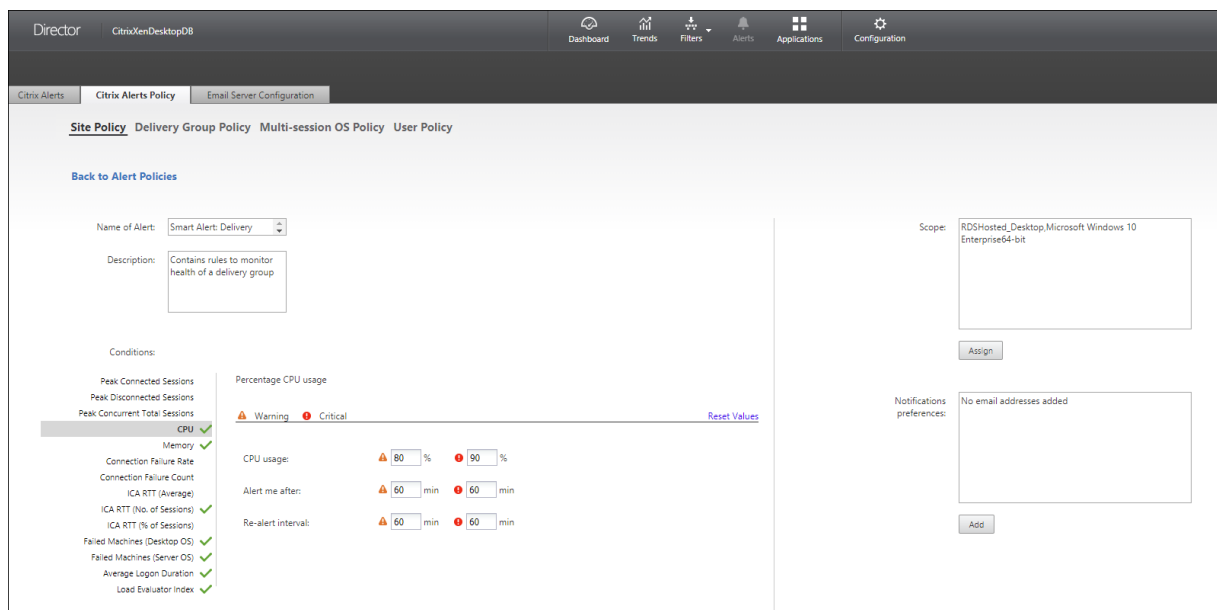 Director CitrixXenDesktopDB
Dashboard Trends Filters Alerts Applications Configuration
Citrix Alerts Citrix Alerts Policy Email Server Configuration
Site Policy Delivery Group Policy Multi-session OS Policy User Policy
Back to Alert Policies
Name of Alert: Smart Alert: Delivery
Description: Contains rules to monitor
health of a delivery group
Scope: RDSHosted_Desktop,Microsoft Windows 10
Enterprise64-bit
Assign
Conditions:
Peak Connected Sessions
Peak Disconnected Sessions
Peak Concurrent Total Sessions
CPU
Memory
Connection Failure Rate
Connection Failure Count
ICA RTT (Average)
ICA RTT (No. of Sessions)
ICA RTT (% of Sessions)
Failed Machines (Desktop OS)
Failed Machines (Server OS)
Average Logon Duration
Load Evaluator Index
Percentage CPU usage
Warning Critical Reset Values
CPU usage: 80 % 90 %
Alert me after: 60 min 60 min
Re-alert interval: 60 min 60 min
Notifications
preferences:
No email addresses added
Add